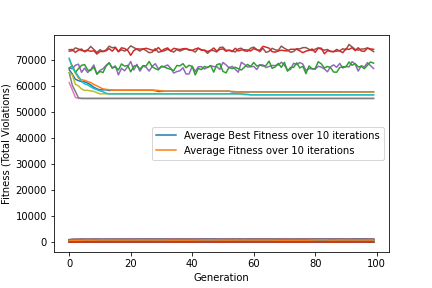 70000
60000
50000
40000
30000
20000
10000
0
Fitness (Total Violations)
Average Best Fitness over 10 iterations
Average Fitness over 10 iterations
0 20 40 60 80 100
Generation